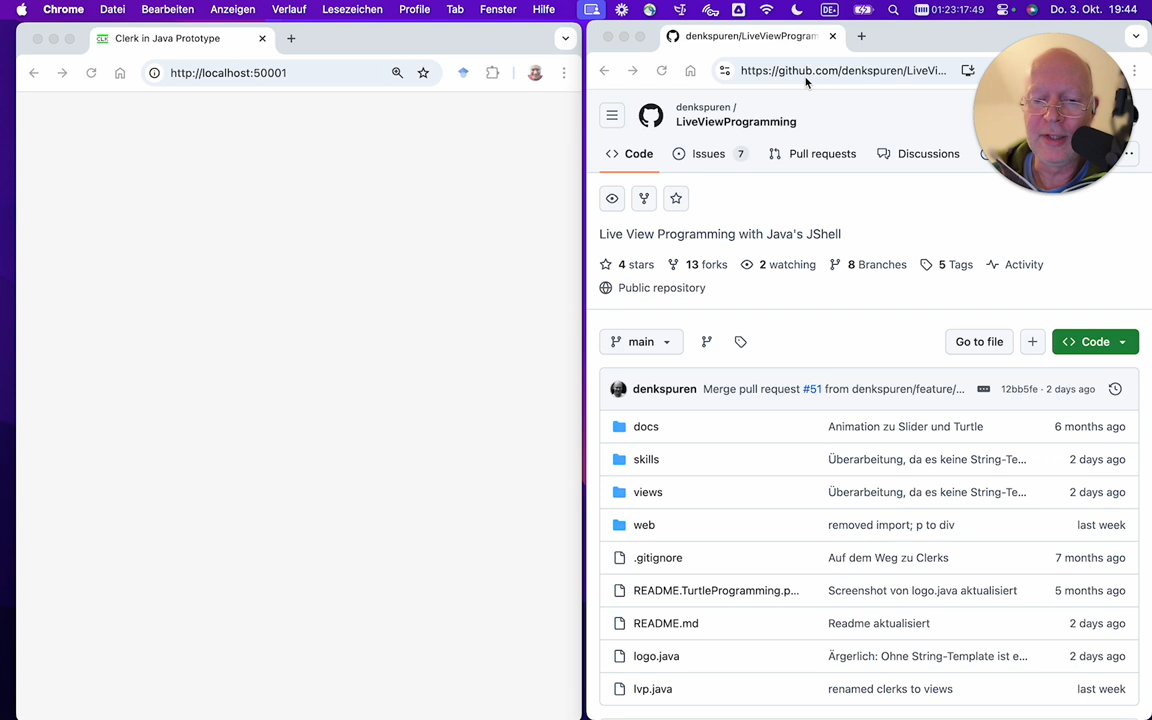 Chrome Datei Bearbeiten Anzeigen Verlauf Lesezeichen Profile Tab Fenster Hilfe DE 01:23:17:49 Do. 3. Okt. 19:44
Clerk in Java Prototype
http://localhost:50001
denkspuren/LiveViewProgram
https://github.com/denkspuren/LiveVi...
denkspuren /
LiveViewProgramming
Code Issues 7 Pull requests Discussions
Live View Programming with Java's JShell
4 stars 13 forks 2 watching 8 Branches 5 Tags Activity
Public repository
main Go to file Code
denkspuren Merge pull request #51 from denkspuren/feature/... 12bb5fe · 2 days ago
docs Animation zu Slider und Turtle 6 months ago
skills Überarbeitung, da es keine String-Te... 2 days ago
views Überarbeitung, da es keine String-Te... 2 days ago
web removed import; p to div last week
.gitignore Auf dem Weg zu Clerks 7 months ago
README.TurtleProgramming.p... Screenshot von logo.java aktualisiert 5 months ago
README.md Readme aktualisiert 2 days ago
logo.java Ärgerlich: Ohne String-Template ist e... 2 days ago
lvp.java renamed clerks to views last week